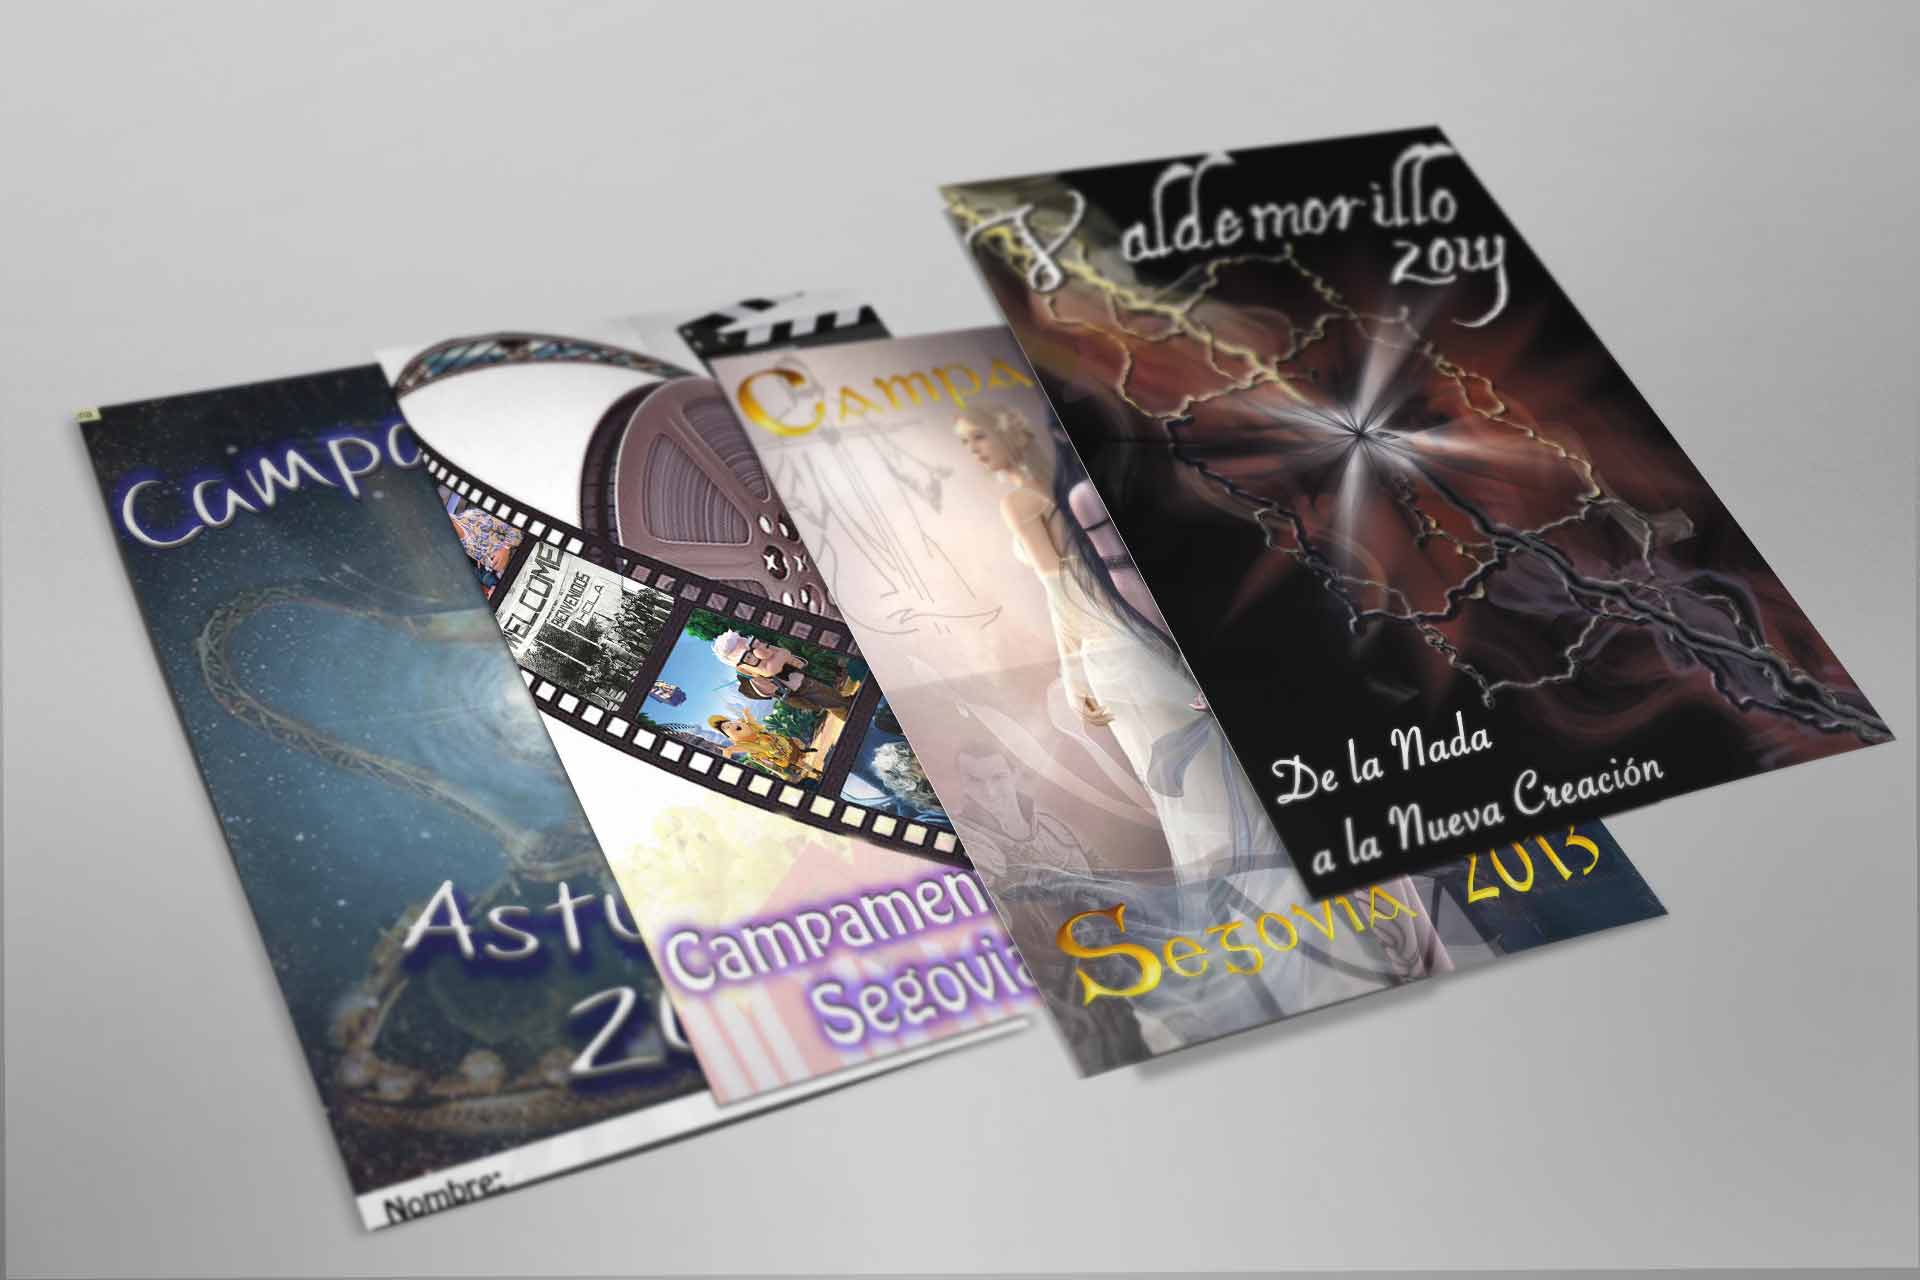 Campa
Astu
20
Nombre:
WELCOME
BIENVENIDOS
HOLA
Campamen
Segovia
Campa
Segovia 2013
Valdemorillo
2014
De la Nada
a la Nueva Creación